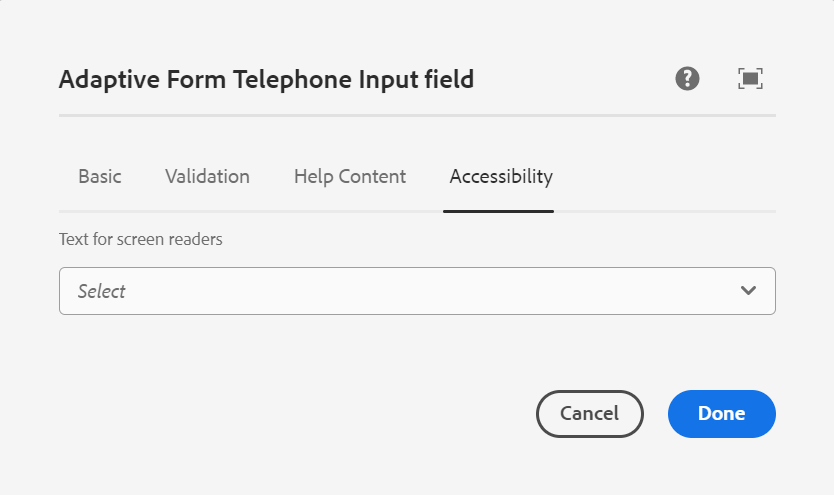 Adaptive Form Telephone Input field
Basic Validation Help Content Accessibility
Text for screen readers
Select
Cancel Done